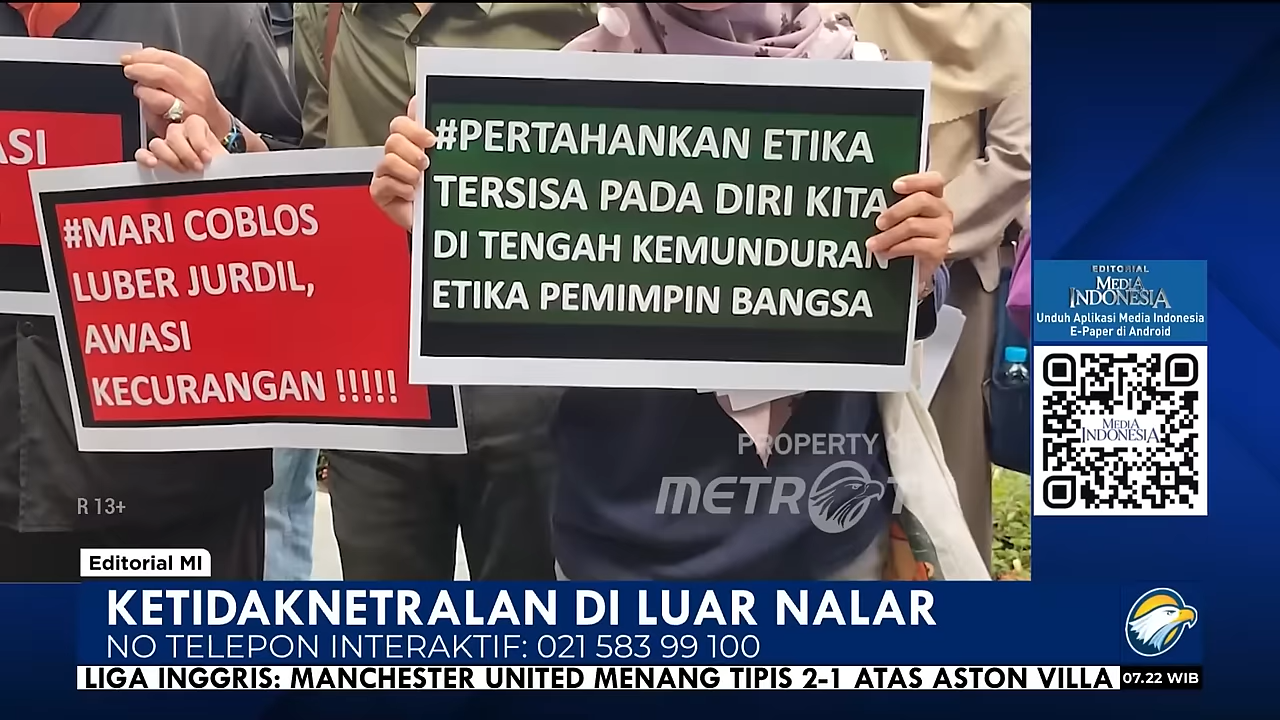 ASI
#MARI COBLOS
LUBER JURDIL,
AWASI
KECURANGAN !!!!!
#PERTAHANKAN ETIKA
TERSISA PADA DIRI KITA
DI TENGAH KEMUNDURAN
ETIKA PEMIMPIN BANGSA
EDITORIAL
MEDIA
INDONESIA
Unduh Aplikasi Media Indonesia
E-Paper di Android
MEDIA
INDONESIA
PROPERTY O
METR T
R 13+
Editorial MI
KETIDAKNETRALAN DI LUAR NALAR
NO TELEPON INTERAKTIF: 021 583 99 100
LIGA INGGRIS: MANCHESTER UNITED MENANG TIPIS 2-1 ATAS ASTON VILLA
07.22 WIB